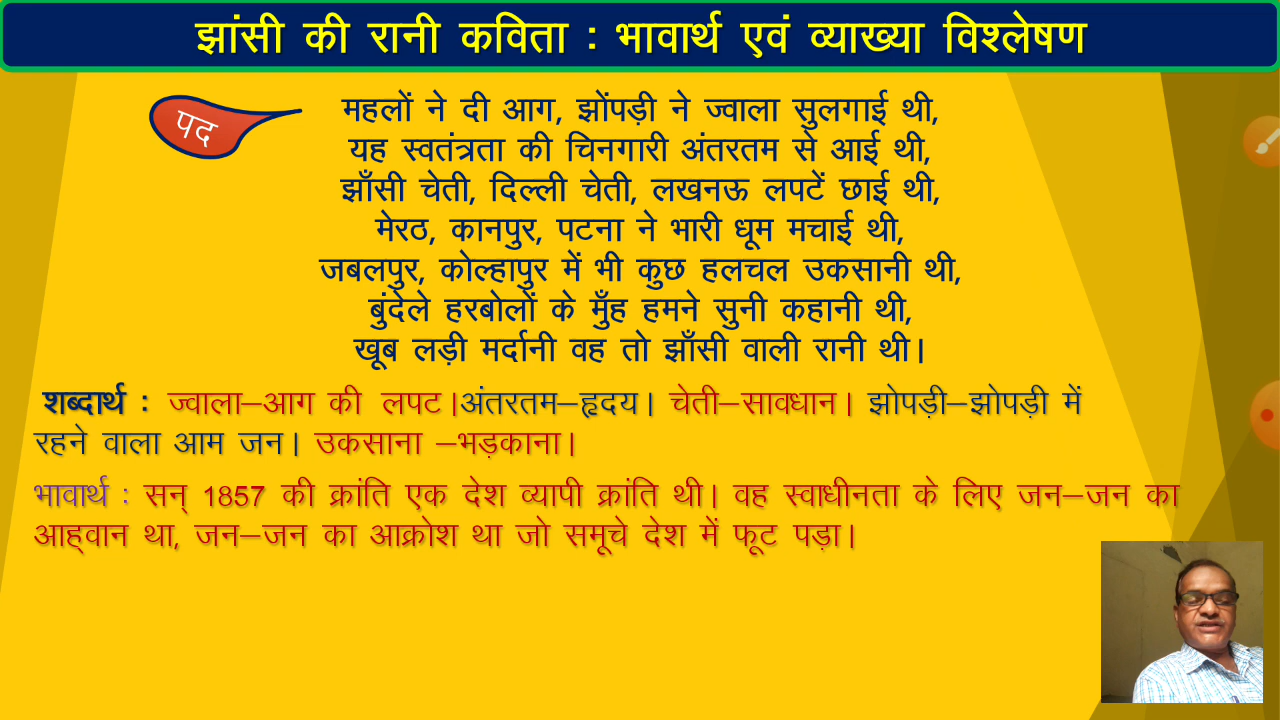 झांसी की रानी कविता : भावार्थ एवं व्याख्या विश्लेषण
पद
महलों ने दी आग, झोंपड़ी ने ज्वाला सुलगाई थी,
यह स्वतंत्रता की चिनगारी अंतरतम से आई थी,
झाँसी चेती, दिल्ली चेती, लखनऊ लपटें छाई थी,
मेरठ, कानपुर, पटना ने भारी धूम मचाई थी,
जबलपुर, कोल्हापुर में भी कुछ हलचल उकसानी थी,
बुंदेले हरबोलों के मुँह हमने सुनी कहानी थी,
खूब लड़ी मर्दानी वह तो झाँसी वाली रानी थी।
शब्दार्थ : ज्वाला–आग की लपट।अंतरतम–हृदय। चेती–सावधान। झोपड़ी–झोपड़ी में
रहने वाला आम जन। उकसाना –भड़काना।
भावार्थ : सन् 1857 की क्रांति एक देश व्यापी क्रांति थी। वह स्वाधीनता के लिए जन–जन का
आह्वान था, जन–जन का आक्रोश था जो समूचे देश में फूट पड़ा।